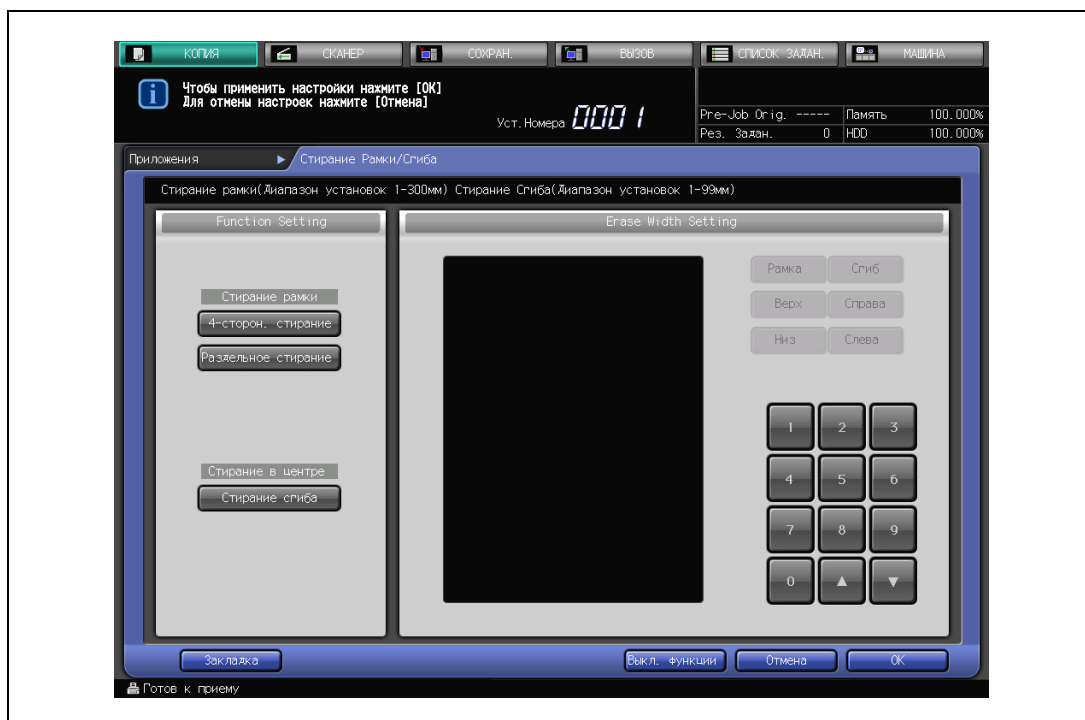 КОПИЯ
СКАНЕР
СОХРАН.
ВЫЗОВ
СПИСОК ЗАДАН.
МАШИНА
Чтобы применить настройки нажмите [OK]
Для отмены настроек нажмите [Отмена]
Уст.Номера 0001
Pre-Job Orig. ----- Память 100.000%
Рез. Задан. 0 HDD 100.000%
Приложения ▶ Стирание Рамки/Сгиба
Стирание рамки(Диапазон установок 1-300мм) Стирание Сгиба(Диапазон установок 1-99мм)
Function Setting
Стирание рамки
4-сторон. стирание
Раздельное стирание
Стирание в центре
Стирание сгиба
Erase Width Setting
Рамка Сгиб
Верх Справа
Низ Слева
1 2 3
4 5 6
7 8 9
0 ▲ ▼
Закладка
Выкл. функции
Отмена
OK
Готов к приему